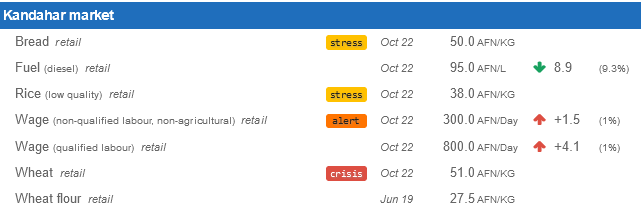 Kandahar market
Bread retail stress Oct 22 50.0 AFN/KG
Fuel (diesel) retail Oct 22 95.0 AFN/L 8.9 (9.3%)
Rice (low quality) retail stress Oct 22 38.0 AFN/KG
Wage (non-qualified labour, non-agricultural) retail alert Oct 22 300.0 AFN/Day +1.5 (1%)
Wage (qualified labour) retail Oct 22 800.0 AFN/Day +4.1 (1%)
Wheat retail crisis Oct 22 51.0 AFN/KG
Wheat flour retail Jun 19 27.5 AFN/KG